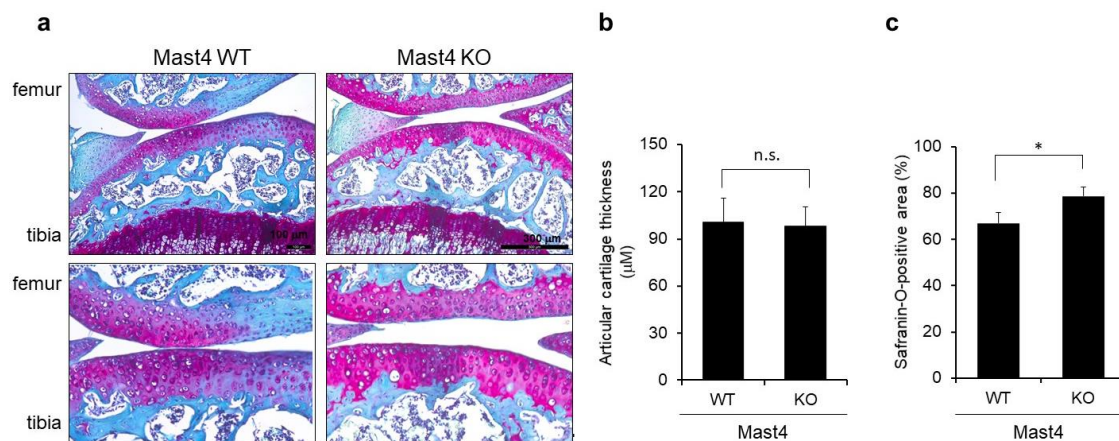 a
Mast4 WT
Mast4 KO
femur
tibia
100 μm
300 μm
femur
tibia
b
Articular cartilage thickness
(μM)
150
120
90
60
30
0
n.s.
WT
KO
Mast4
c
Safranin-O-positive area (%)
100
80
60
40
20
0
*
WT
KO
Mast4